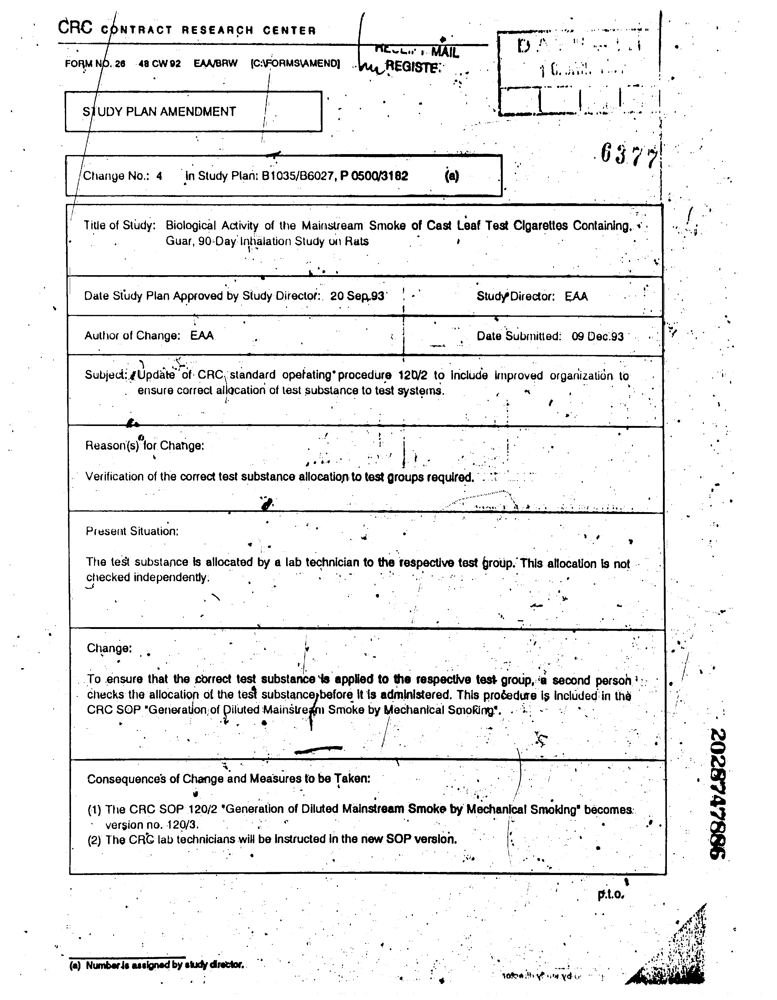 CRC CONTRACT RESEARCH CENTER
FORM NO. 26 48 CW 92 EAA/BRW [C:\FORMS\AMEND]
MAIL
REGISTE
STUDY PLAN AMENDMENT
6377
Change No.: 4 In Study Plan: B1035/B6027, P 0500/3182 (a)
Title of Study: Biological Activity of the Mainstream Smoke of Cast Leaf Test Cigarettes Containing
Guar, 90-Day Inhalation Study on Rats
Date Study Plan Approved by Study Director: 20 Sep.93 Study Director: EAA
Author of Change: EAA Date Submitted: 09 Dec.93
Subject: Update of CRC standard operating procedure 120/2 to include improved organization to
ensure correct allocation of test substance to test systems.
Reason(s) for Change:
Verification of the correct test substance allocation to test groups required.
Present Situation:
The test substance is allocated by a lab technician to the respective test group. This allocation is not
checked independently.
Change:
To ensure that the correct test substance is applied to the respective test group, a second person
checks the allocation of the test substance before it is administered. This procedure is included in the
CRC SOP "Generation of Diluted Mainstream Smoke by Mechanical Smoking".
Consequences of Change and Measures to be Taken:
(1) The CRC SOP 120/2 "Generation of Diluted Mainstream Smoke by Mechanical Smoking" becomes
version no. 120/3.
(2) The CRC lab technicians will be instructed in the new SOP version.
2028747886
p.t.o.
(a) Number is assigned by study director.